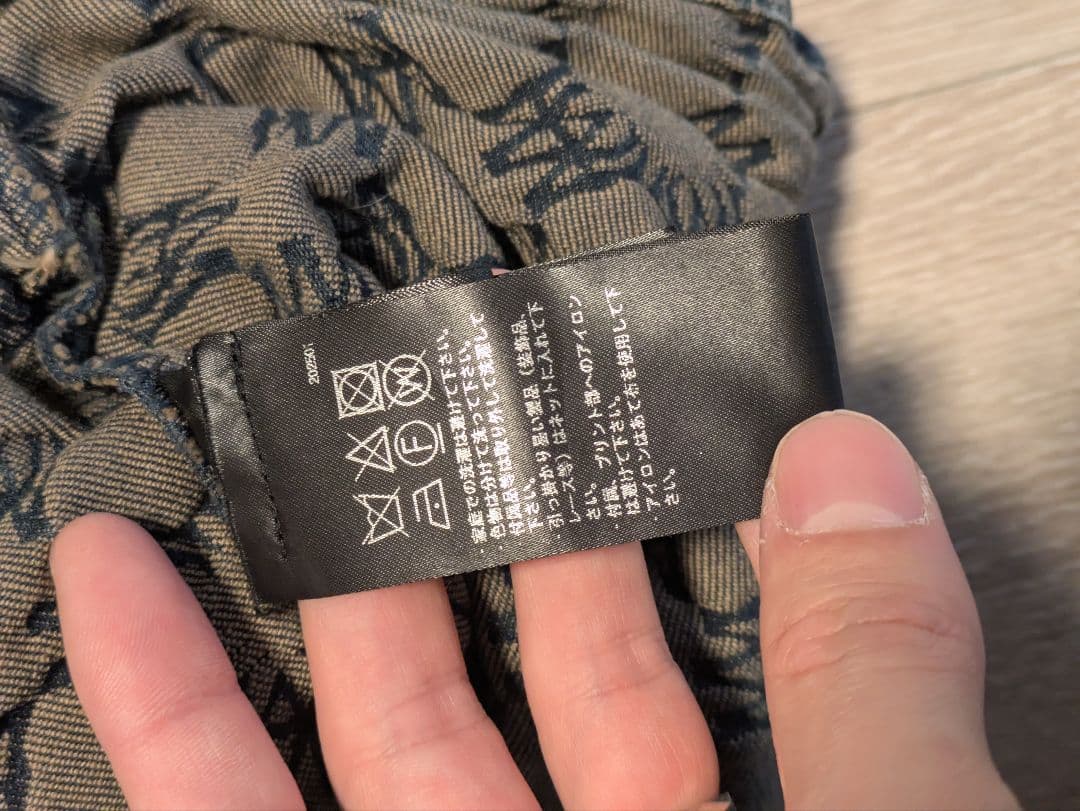 202501
F
W
・家庭での洗濯は避けて下さい。
・色物は分けて洗って下さい。
・付属品等は取り外して洗濯して
下さい。
・引っ掛かり易い製品（装飾品、
レース等）はネットに入れて下
さい。
・付属、プリント部へのアイロン
は避けて下さい。
・アイロンはあて布を使用して下
さい。